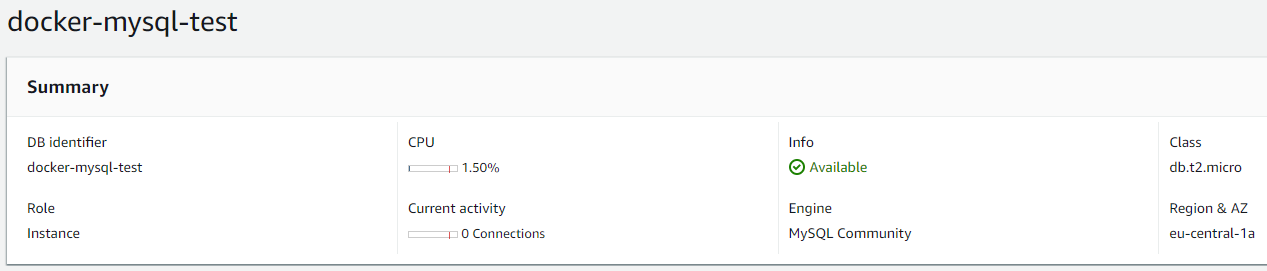 docker-mysql-test
Summary
DB identifier
docker-mysql-test
CPU
1.50%
Info
Available
Class
db.t2.micro
Role
Instance
Current activity
0 Connections
Engine
MySQL Community
Region & AZ
eu-central-1a